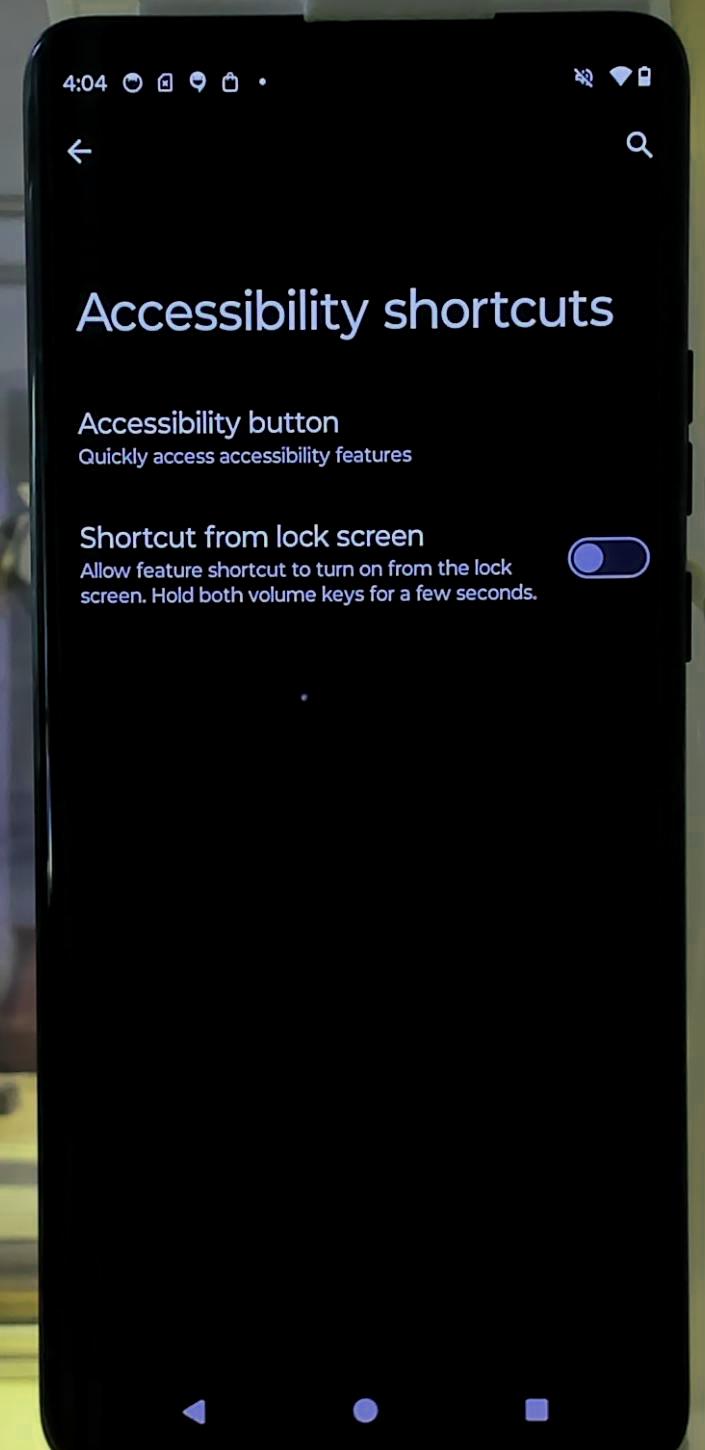 4:04
Accessibility shortcuts
Accessibility button
Quickly access accessibility features
Shortcut from lock screen
Allow feature shortcut to turn on from the lock
screen. Hold both volume keys for a few seconds.